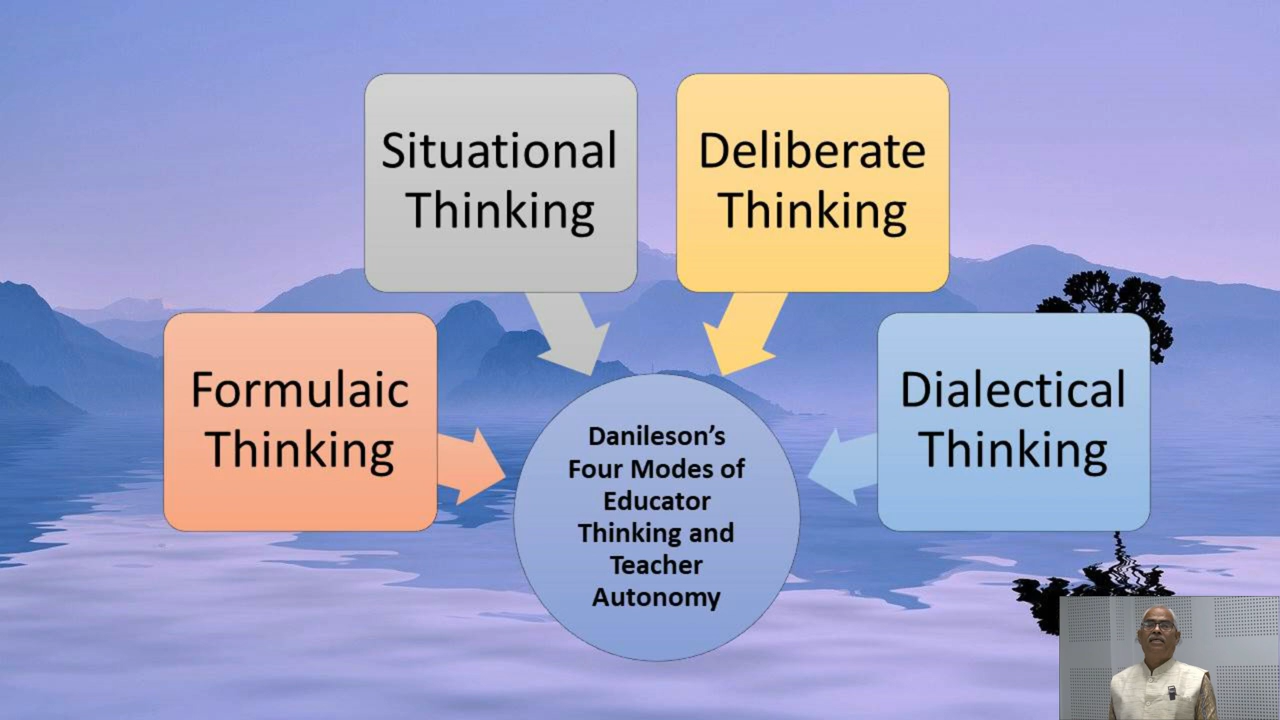 Situational
Thinking
Deliberate
Thinking
Formulaic
Thinking
Dialectical
Thinking
Danileson’s
Four Modes of
Educator
Thinking and
Teacher
Autonomy